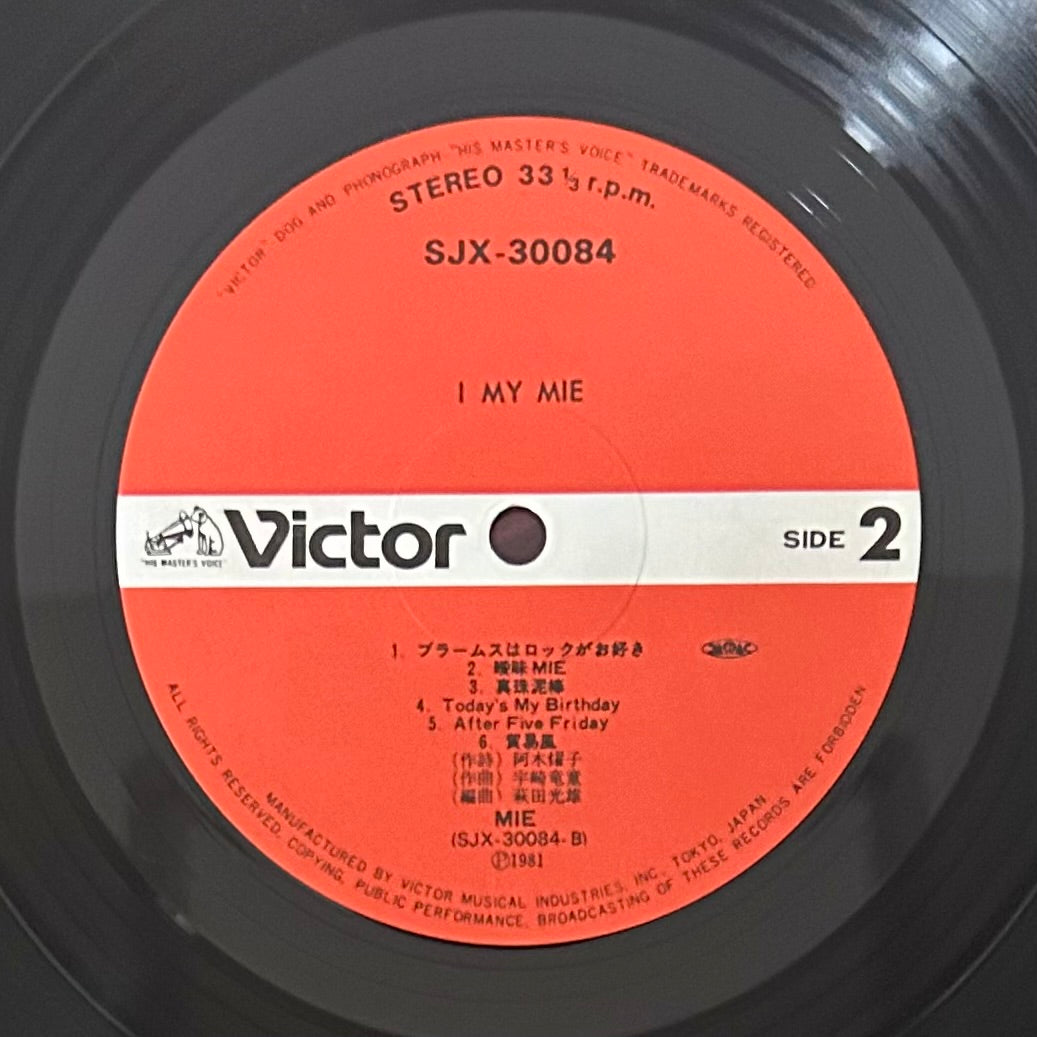 "VICTOR" DOG AND PHONOGRAPH "HIS MASTER'S VOICE" TRADEMARKS REGISTERED
STEREO 33 1/3 r.p.m.
SJX-30084
I MY MIE
"HIS MASTER'S VOICE"
Victor
SIDE 2
1. ブラームスはロックがお好き
JASRAC
2. 曖昧MIE
3. 真珠泥棒
4. Today's My Birthday
5. After Five Friday
6. 貿易風
(作詩) 阿木燿子
(作曲) 宇崎竜童
(編曲) 萩田光雄
MIE
(SJX-30084-B)
Ⓟ1981
MANUFACTURED BY VICTOR MUSICAL INDUSTRIES, INC., TOKYO, JAPAN
ALL RIGHTS RESERVED. COPYING, PUBLIC PERFORMANCE, BROADCASTING OF THESE RECORDS ARE FORBIDDEN